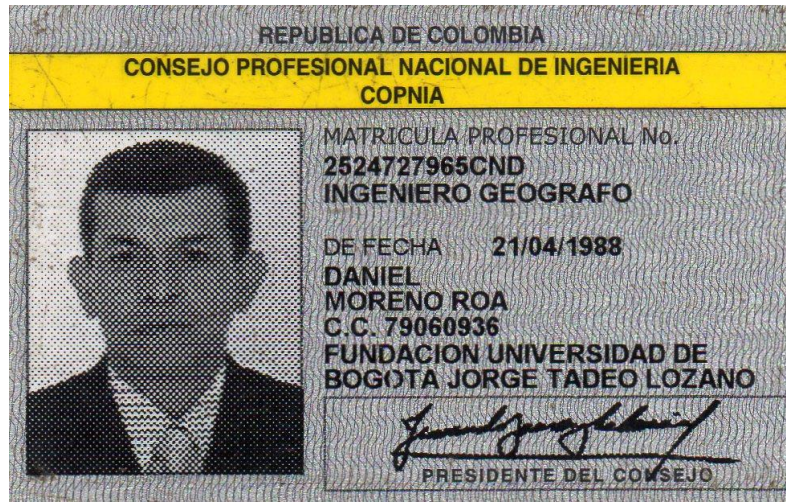 REPUBLICA DE COLOMBIA
CONSEJO PROFESIONAL NACIONAL DE INGENIERIA
COPNIA
MATRICULA PROFESIONAL No.
2524727965CND
INGENIERO GEOGRAFO
DE FECHA 21/04/1988
DANIEL
MORENO ROA
C.C. 79060936
FUNDACION UNIVERSIDAD DE
BOGOTA JORGE TADEO LOZANO
PRESIDENTE DEL CONSEJO